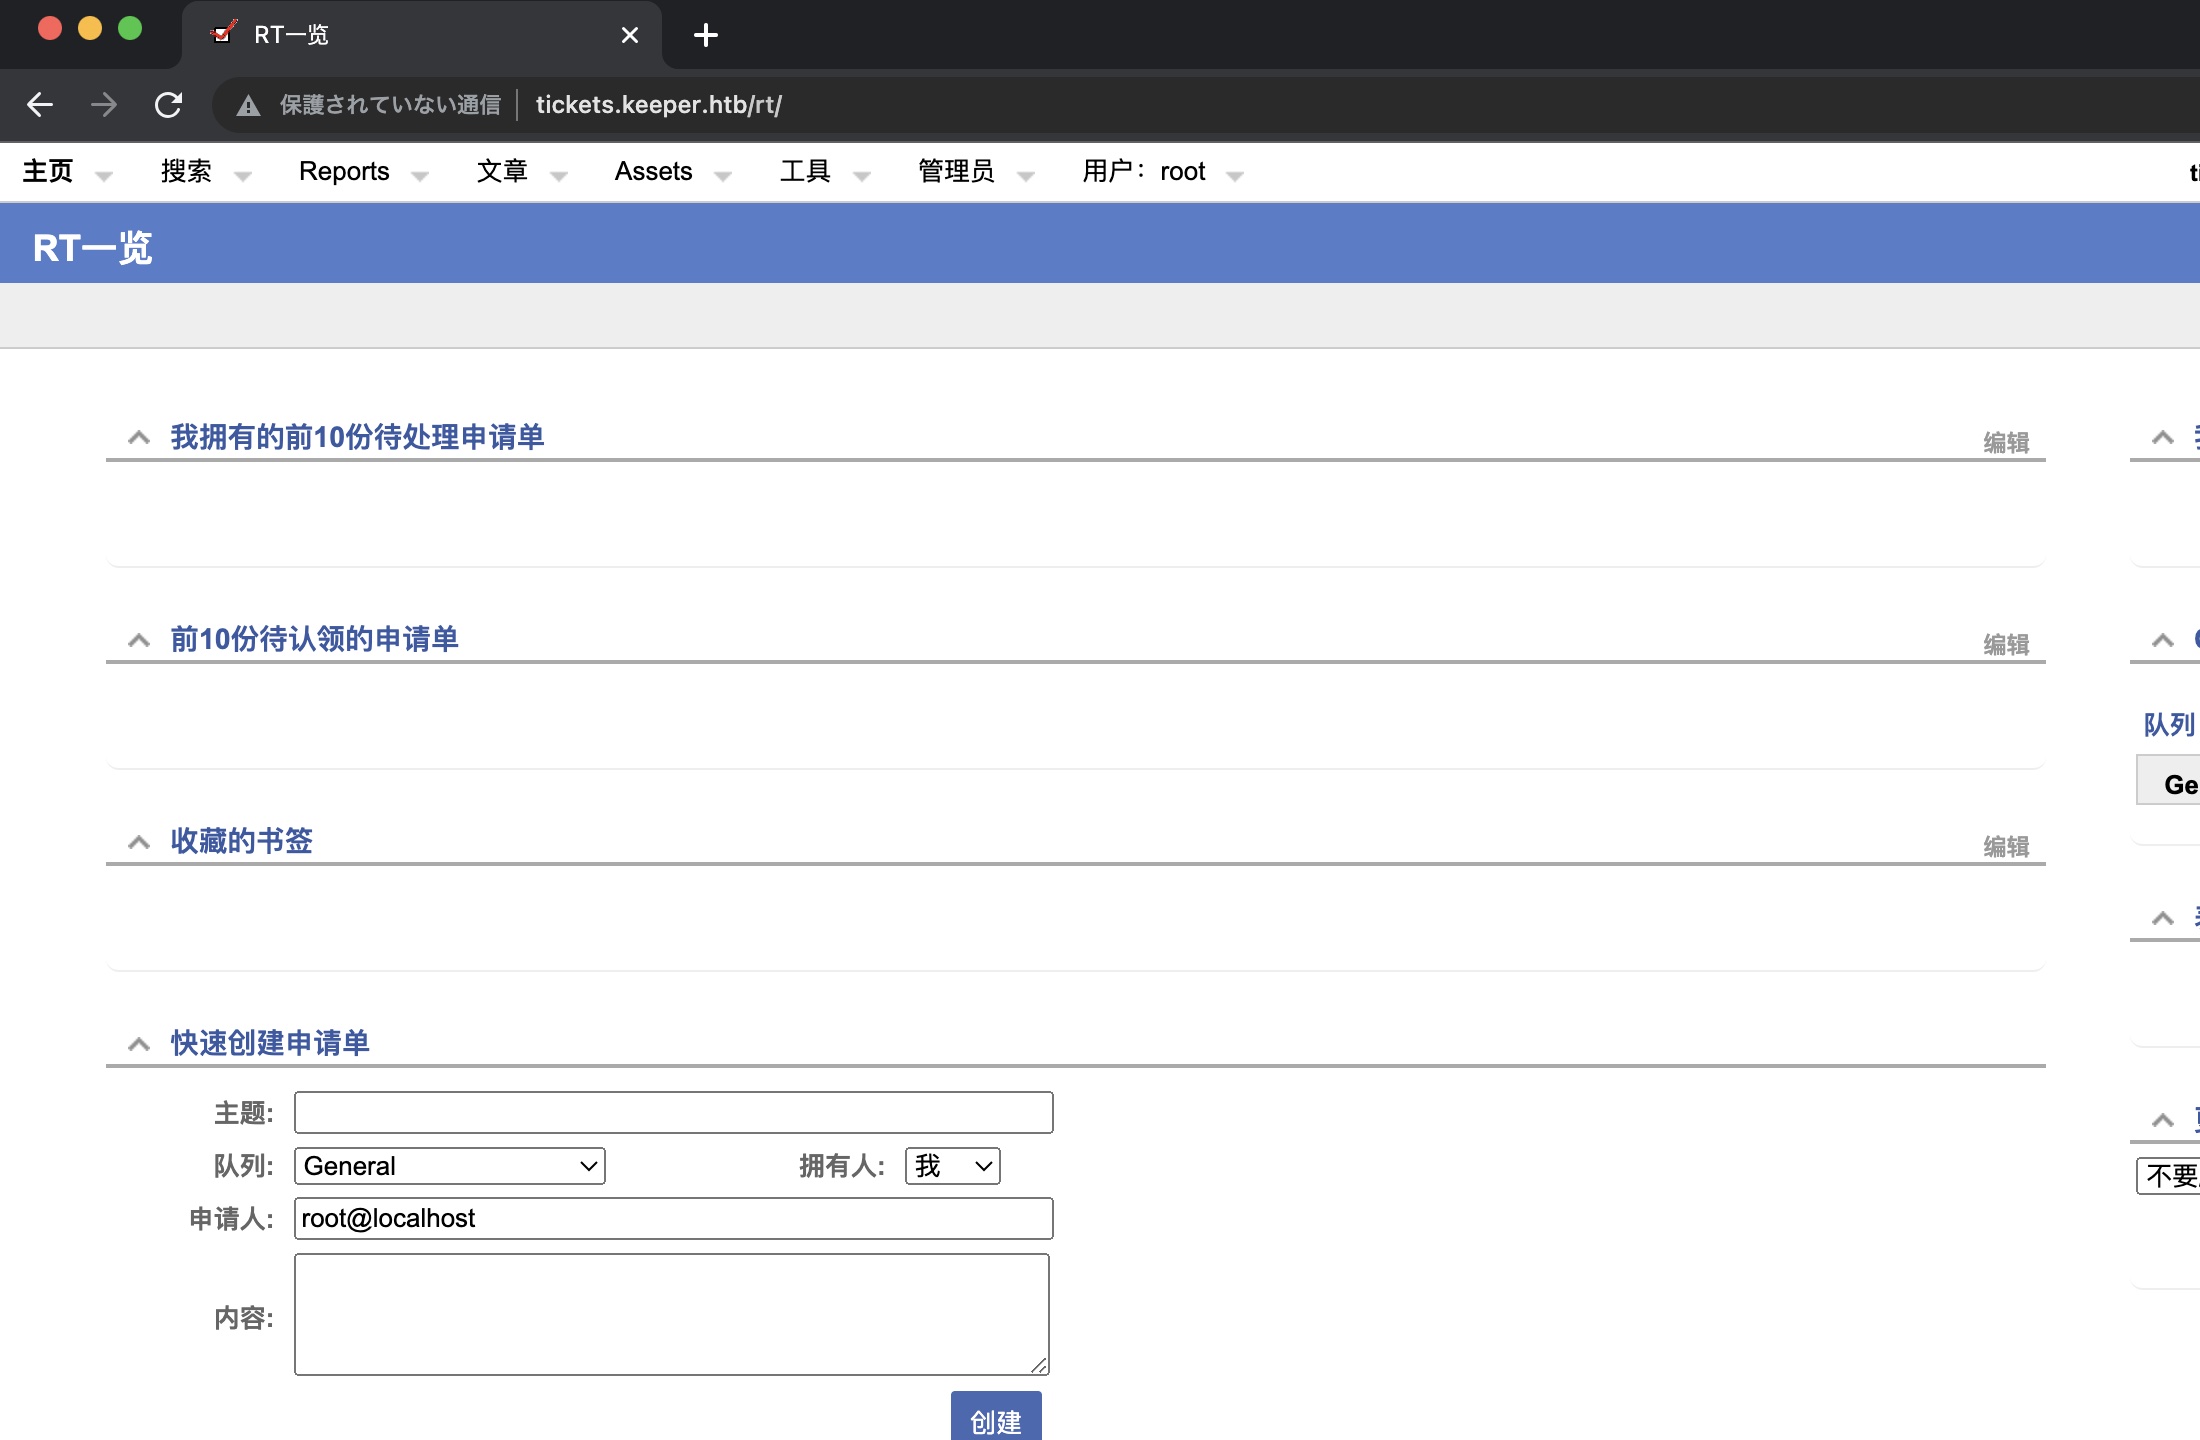 RT一览
保護されていない通信 tickets.keeper.htb/rt/
主页 搜索 Reports 文章 Assets 工具 管理员 用户：root
RT一览
我拥有的前10份待处理申请单 编辑
前10份待认领的申请单 编辑
队列
Ge
收藏的书签 编辑
快速创建申请单
主题:
队列: General 拥有人: 我
不要
申请人: root@localhost
内容:
创建